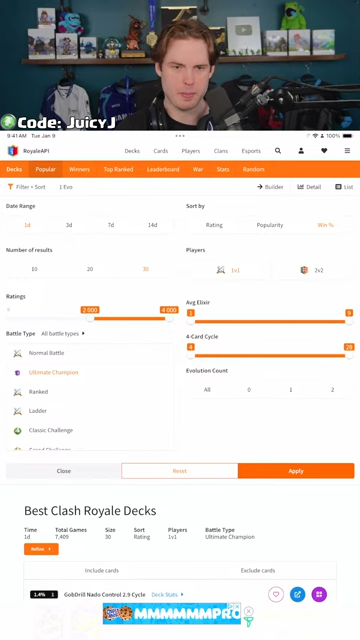 Code: JuicyJ
9:41AM Tue Jan 9
100%
RoyaleAPI
Decks Cards Players Clans Esports
Decks Popular Winners Top Ranked Leaderboard War Stats Random
Filter + Sort 1 Evo Builder Detail List
Date Range
1d 3d 7d 14d
Sort by
Rating Popularity Win %
Number of results
10 20 30
Players
1v1 2v2
Ratings
2 000 4 000
Avg Elixir
1 9
Battle Type All battle types
Normal Battle
Ultimate Champion
Ranked
Ladder
Classic Challenge
Grand Challenge
4-Card Cycle
4 28
Evolution Count
All 0 1 2
Close Reset Apply
Best Clash Royale Decks
Time Total Games Size Sort Players Battle Type
1d 7,409 30 Rating 1v1 Ultimate Champion
Refine
Include cards Exclude cards
1.4% 1 GobDrill Nado Control 2.9 Cycle Deck Stats
MMMMMMPRO